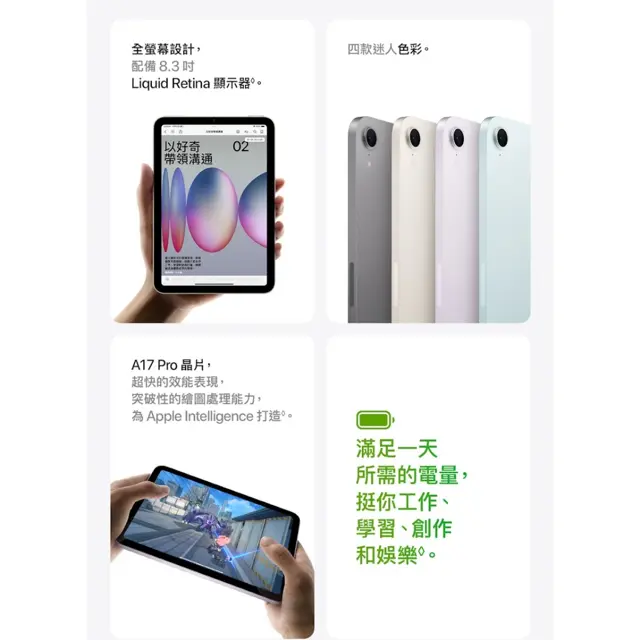 全螢幕設計，
配備 8.3 吋
Liquid Retina 顯示器◊。
以好奇
帶領溝通
02
四款迷人色彩。
A17 Pro 晶片，
超快的效能表現，
突破性的繪圖處理能力，
為 Apple Intelligence 打造◊。
滿足一天
所需的電量，
挺你工作、
學習、創作
和娛樂◊。